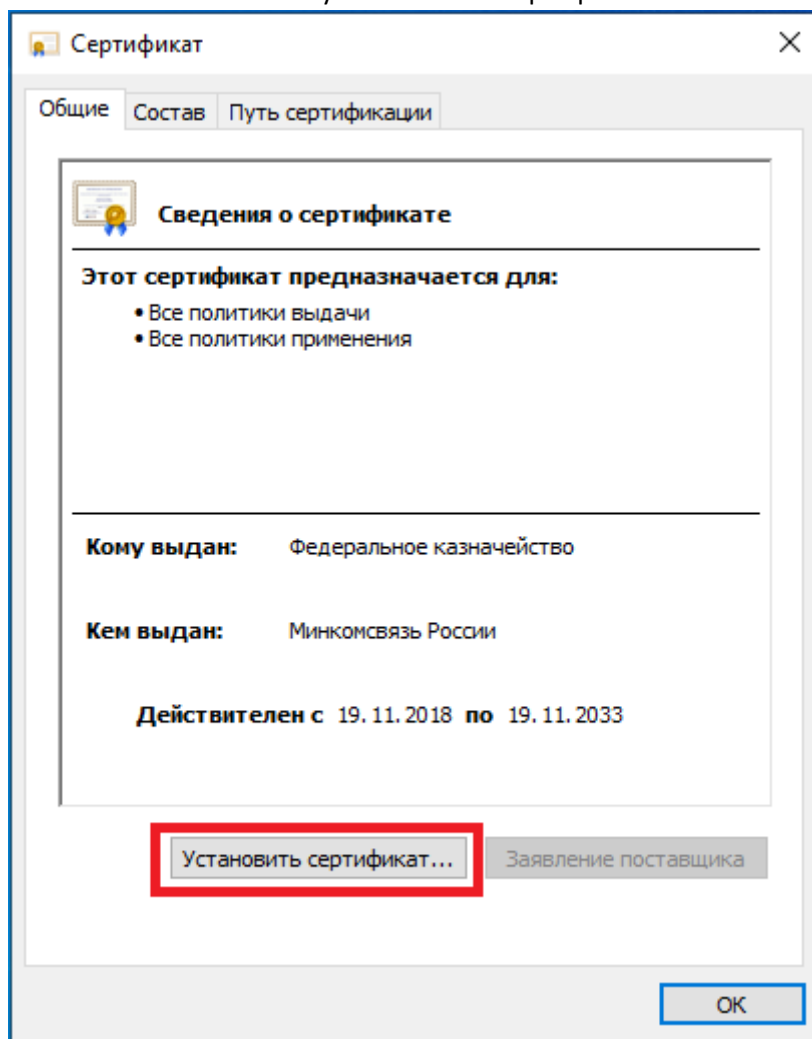 Сертификат
Общие Состав Путь сертификации
Сведения о сертификате
Этот сертификат предназначается для:
• Все политики выдачи
• Все политики применения
Кому выдан: Федеральное казначейство
Кем выдан: Минкомсвязь России
Действителен с 19. 11. 2018 по 19. 11. 2033
Установить сертификат... Заявление поставщика
ОК